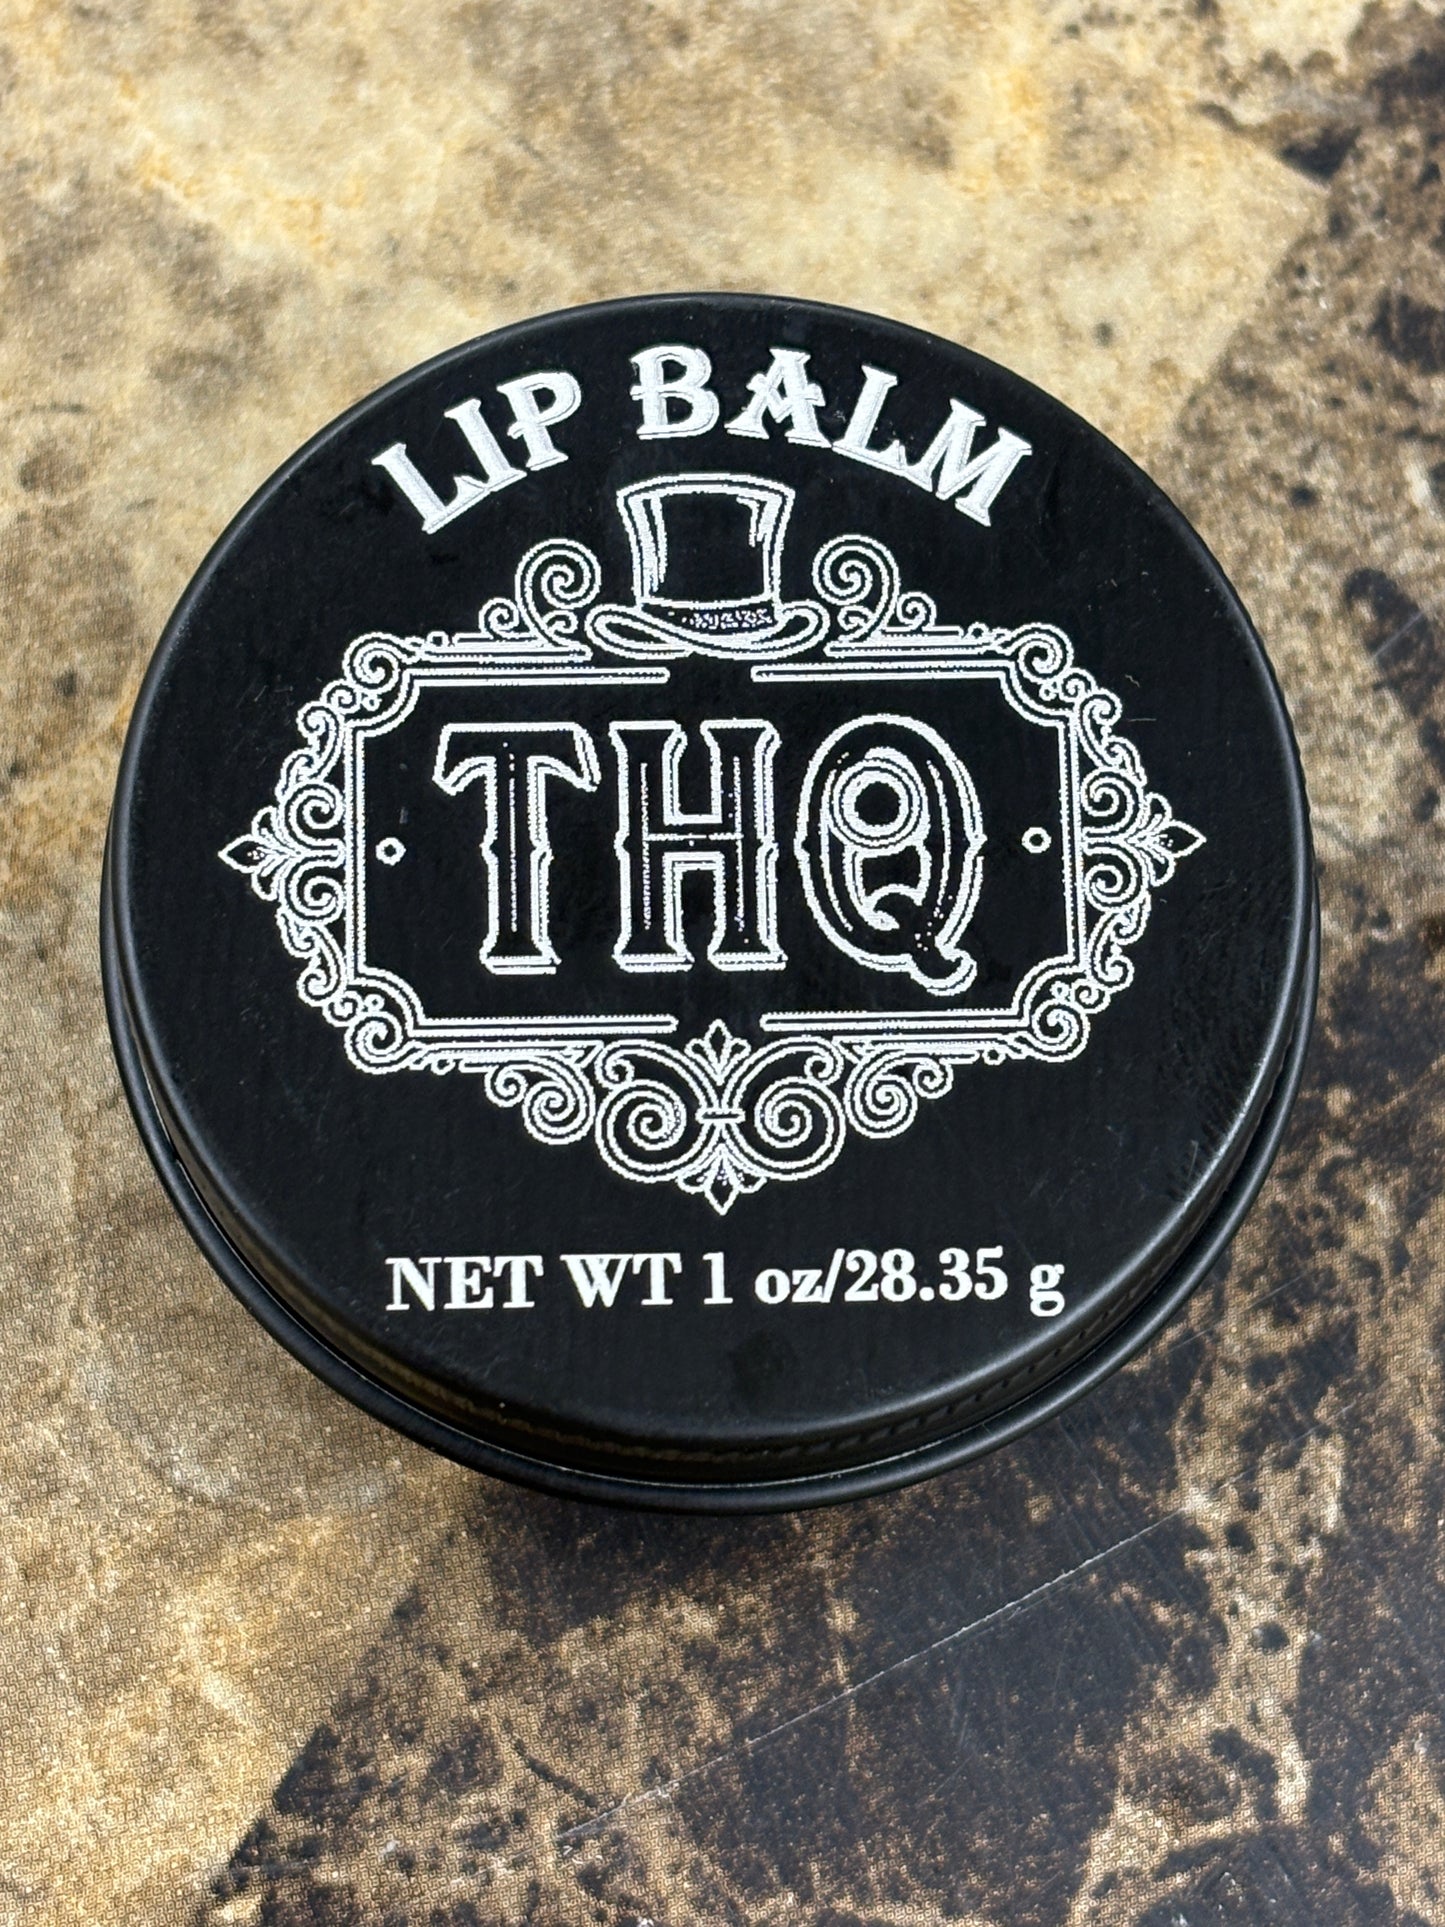 LIP BALM
THQ
NET WT 1 oz/28.35 g